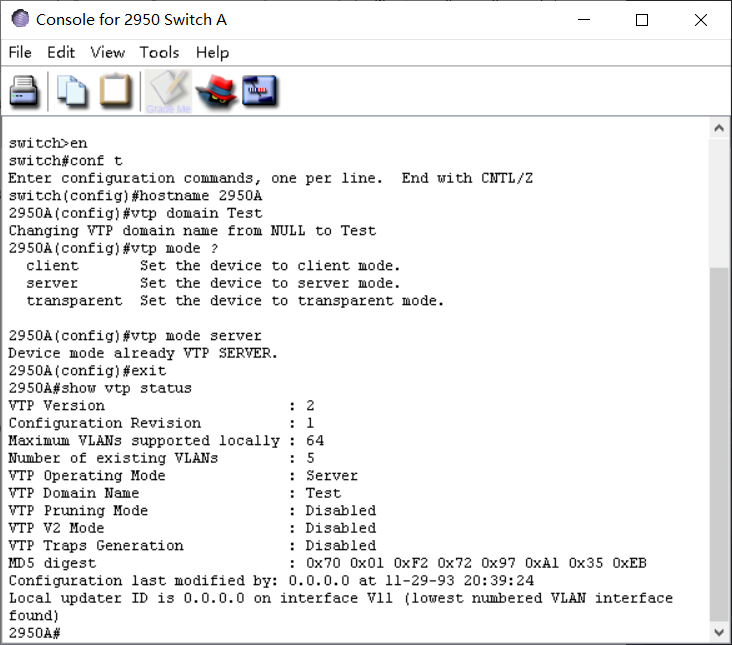 Console for 2950 Switch A
File Edit View Tools Help
Grade Me
switch>en
switch#conf t
Enter configuration commands, one per line.  End with CNTL/Z
switch(config)#hostname 2950A
2950A(config)#vtp domain Test
Changing VTP domain name from NULL to Test
2950A(config)#vtp mode ?
  client       Set the device to client mode.
  server       Set the device to server mode.
  transparent  Set the device to transparent mode.
2950A(config)#vtp mode server
Device mode already VTP SERVER.
2950A(config)#exit
2950A#show vtp status
VTP Version                     : 2
Configuration Revision          : 1
Maximum VLANs supported locally : 64
Number of existing VLANs        : 5
VTP Operating Mode              : Server
VTP Domain Name                 : Test
VTP Pruning Mode                : Disabled
VTP V2 Mode                     : Disabled
VTP Traps Generation            : Disabled
MD5 digest                      : 0x70 0x01 0xF2 0x72 0x97 0xA1 0x35 0xEB
Configuration last modified by: 0.0.0.0 at 11-29-93 20:39:24
Local updater ID is 0.0.0.0 on interface Vl1 (lowest numbered VLAN interface
found)
2950A#